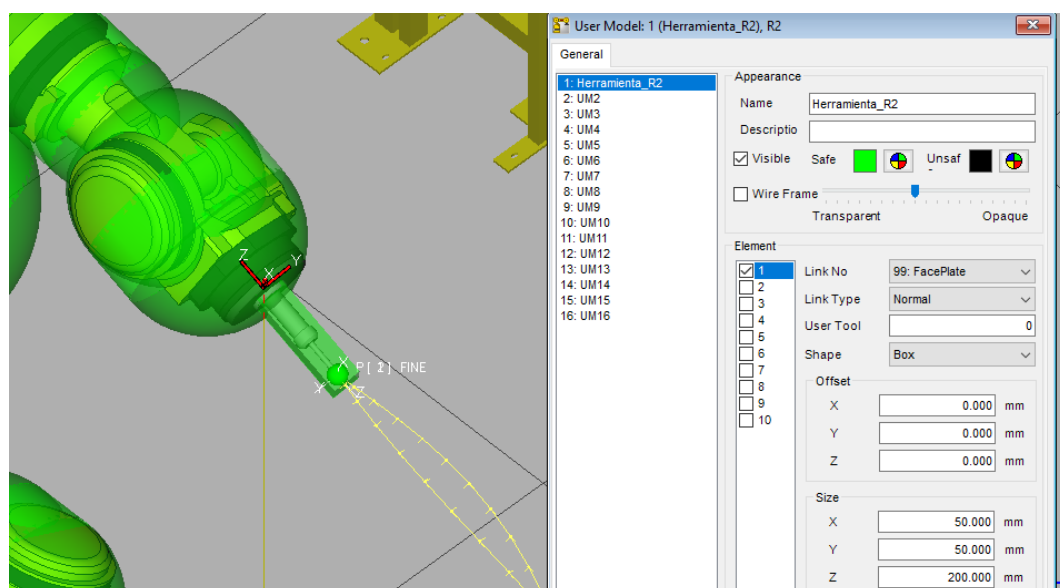 User Model: 1 (Herramienta_R2), R2
General
1: Herramienta_R2
2: UM2
3: UM3
4: UM4
5: UM5
6: UM6
7: UM7
8: UM8
9: UM9
10: UM10
11: UM11
12: UM12
13: UM13
14: UM14
15: UM15
16: UM16
Appearance
Name Herramienta_R2
Descriptio
Visible Safe Unsaf
Wire Frame
Transparent Opaque
Element
1
2
3
4
5
6
7
8
9
10
Link No 99: FacePlate
Link Type Normal
User Tool 0
Shape Box
Offset
X 0.000 mm
Y 0.000 mm
Z 0.000 mm
Size
X 50.000 mm
Y 50.000 mm
Z 200.000 mm
Z X Y
X
FINE
Z